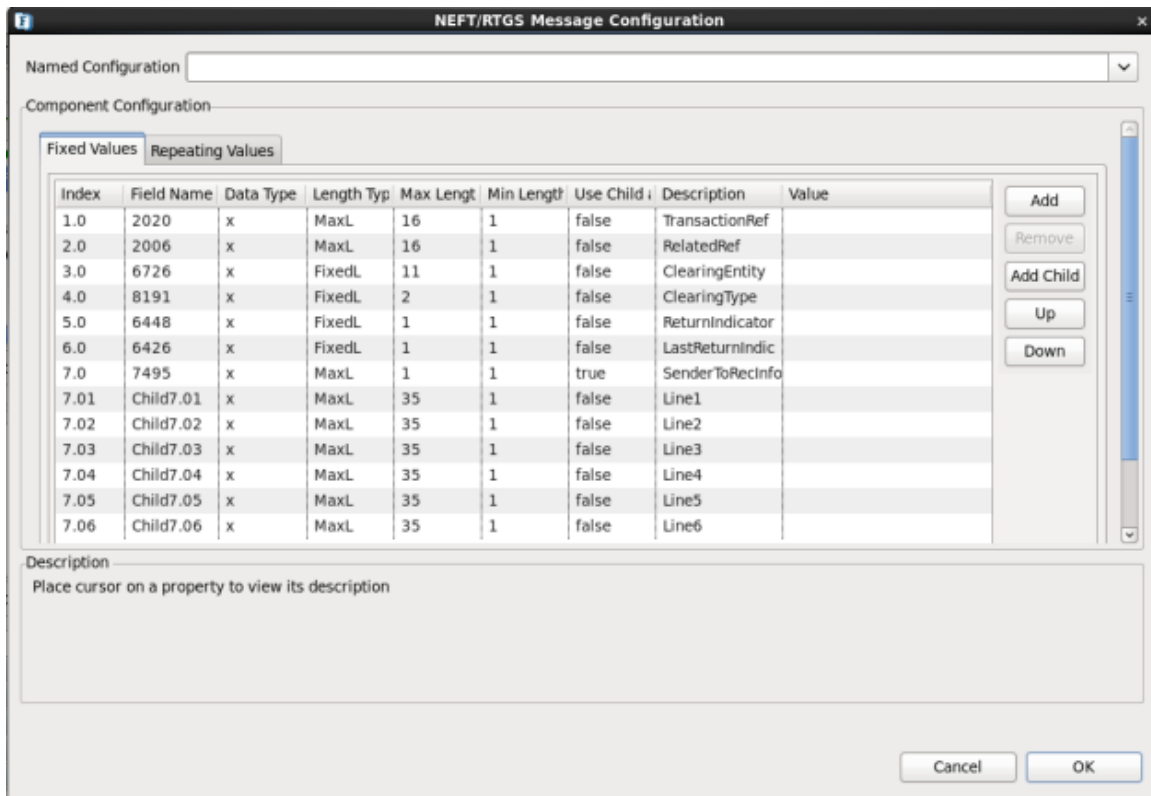 NEFT/RTGS Message Configuration
Named Configuration
Component Configuration
Fixed Values Repeating Values
Index Field Name Data Type Length Typ Max Lengt Min Lengt Use Child Description Value
1.0 2020 x MaxL 16 1 false TransactionRef
2.0 2006 x MaxL 16 1 false RelatedRef
3.0 6726 x FixedL 11 1 false ClearingEntity
4.0 8191 x FixedL 2 1 false ClearingType
5.0 6448 x FixedL 1 1 false ReturnIndicator
6.0 6426 x FixedL 1 1 false LastReturnIndic
7.0 7495 x MaxL 1 1 true SenderToRecInfo
7.01 Child7.01 x MaxL 35 1 false Line1
7.02 Child7.02 x MaxL 35 1 false Line2
7.03 Child7.03 x MaxL 35 1 false Line3
7.04 Child7.04 x MaxL 35 1 false Line4
7.05 Child7.05 x MaxL 35 1 false Line5
7.06 Child7.06 x MaxL 35 1 false Line6
Add
Remove
Add Child
Up
Down
Description
Place cursor on a property to view its description
Cancel OK